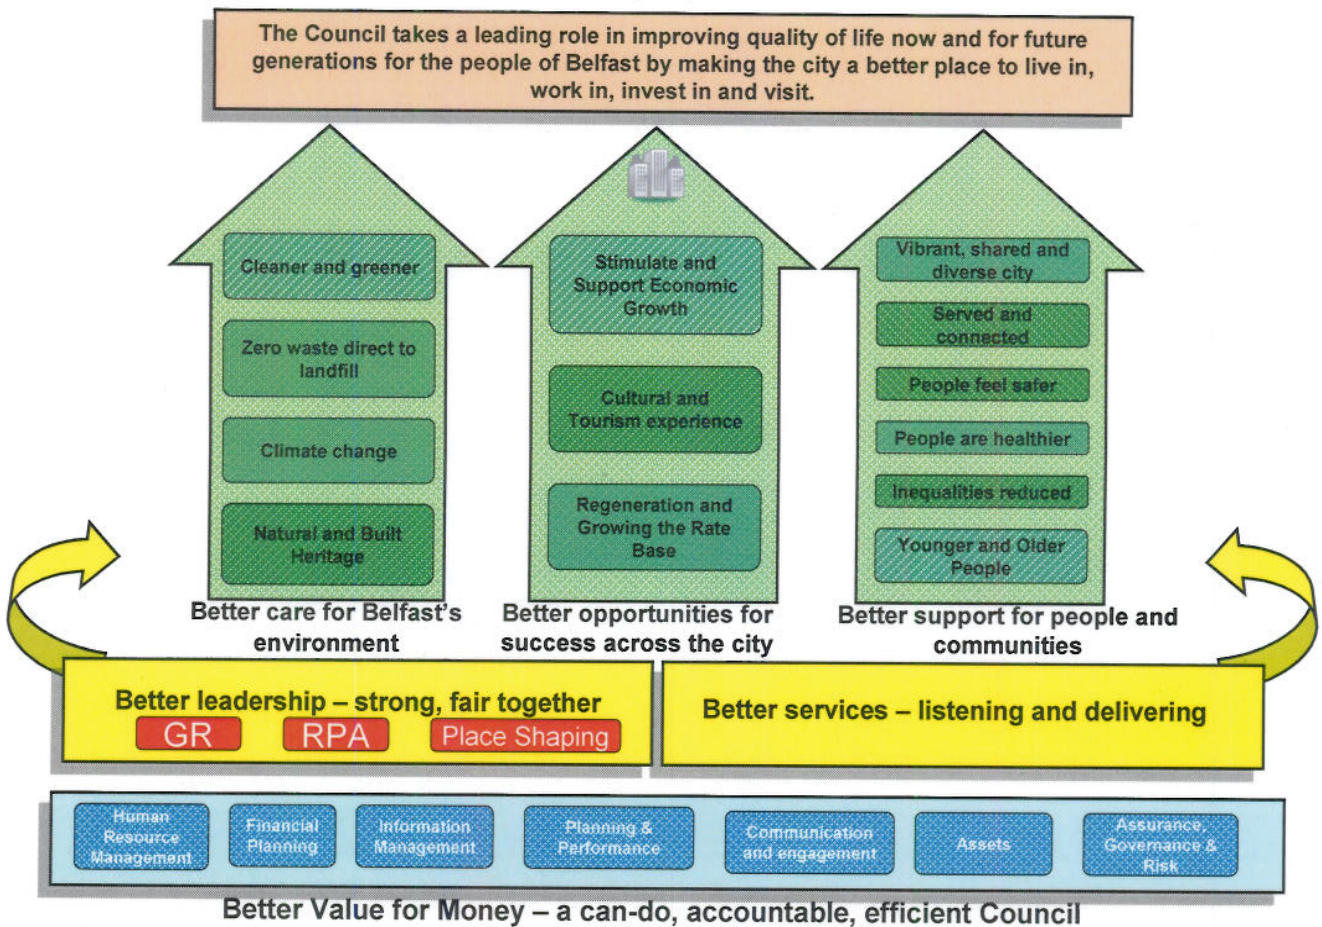 The Council takes a leading role in improving quality of life now and for future
generations for the people of Belfast by making the city a better place to live in,
work in, invest in and visit.
Cleaner and greener
Zero waste direct to
landfill
Climate change
Natural and Built
Heritage
Better care for Belfast's
environment
Stimulate and
Support Economic
Growth
Cultural and
Tourism experience
Regeneration and
Growing the Rate
Base
Better opportunities for
success across the city
Vibrant, shared and
diverse city
Served and
connected
People feel safer
People are healthier
Inequalities reduced
Younger and Older
People
Better support for people and
communities
Better leadership – strong, fair together
GR
RPA
Place Shaping
Better services – listening and delivering
Human
Resource
Management
Financial
Planning
Information
Management
Planning &
Performance
Communication
and engagement
Assets
Assurance,
Governance &
Risk
Better Value for Money – a can-do, accountable, efficient Council